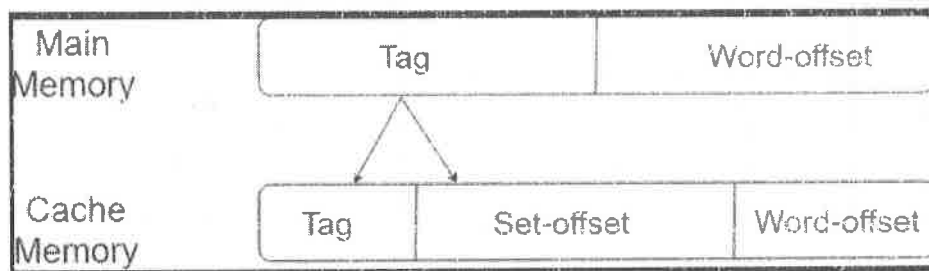 Main
Memory
Tag
Word-offset
Cache
Memory
Tag
Set-offset
Word-offset